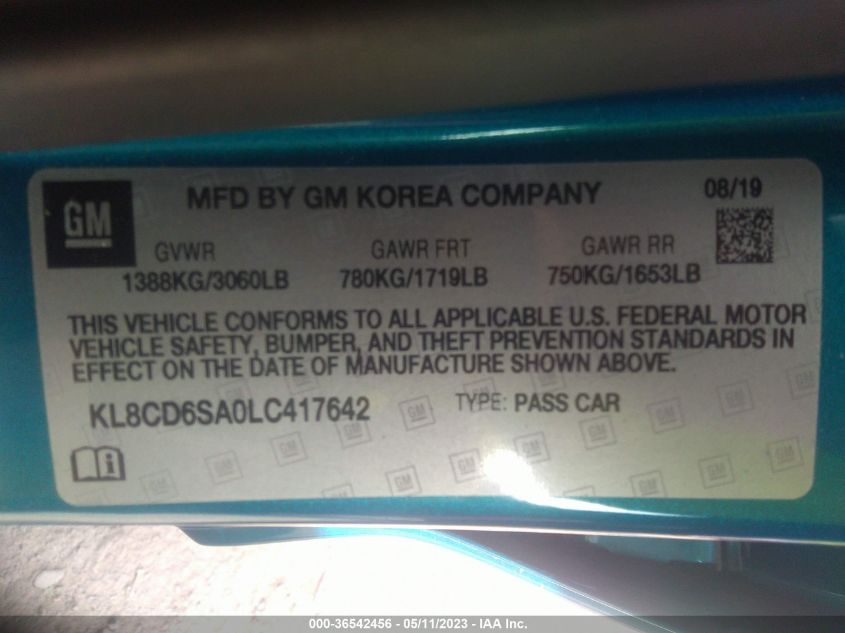 GM
MFD BY GM KOREA COMPANY
08/19
GVWR GAWR FRT GAWR RR
1388KG/3060LB 780KG/1719LB 750KG/1653LB
THIS VEHICLE CONFORMS TO ALL APPLICABLE U.S. FEDERAL MOTOR
VEHICLE SAFETY, BUMPER, AND THEFT PREVENTION STANDARDS IN
EFFECT ON THE DATE OF MANUFACTURE SHOWN ABOVE.
KL8CD6SA0LC417642 TYPE: PASS CAR
000-36542456 - 05/11/2023 - IAA Inc.